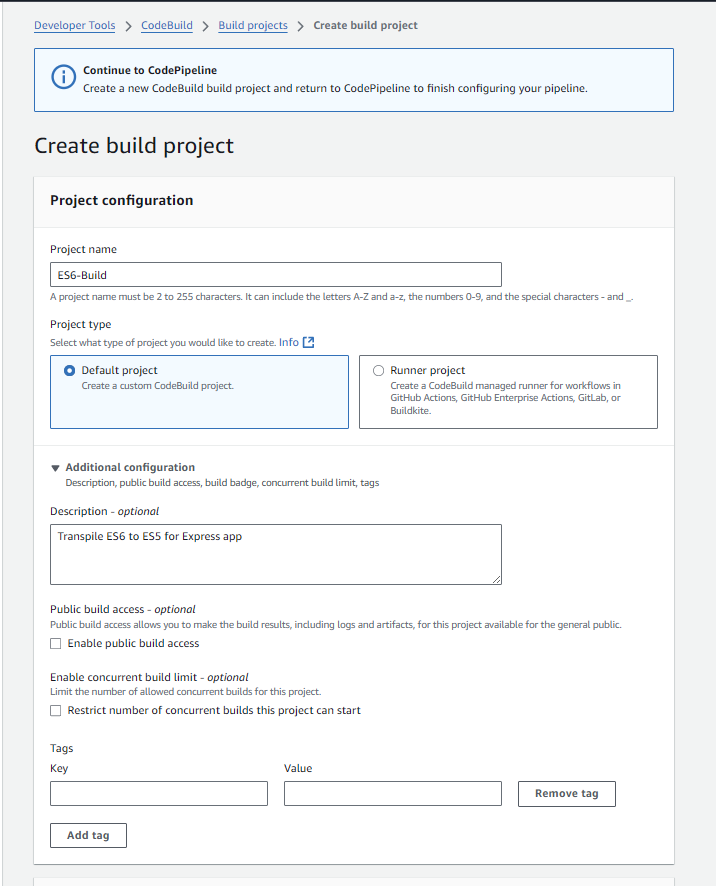 Developer Tools > CodeBuild > Build projects > Create build project
Continue to CodePipeline
Create a new CodeBuild build project and return to CodePipeline to finish configuring your pipeline.
Create build project
Project configuration
Project name
ES6-Build
A project name must be 2 to 255 characters. It can include the letters A-Z and a-z, the numbers 0-9, and the special characters - and _.
Project type
Select what type of project you would like to create. Info
Default project
Create a custom CodeBuild project.
Runner project
Create a CodeBuild managed runner for workflows in
GitHub Actions, GitHub Enterprise Actions, GitLab, or
Buildkite.
Additional configuration
Description, public build access, build badge, concurrent build limit, tags
Description - optional
Transpile ES6 to ES5 for Express app
Public build access - optional
Public build access allows you to make the build results, including logs and artifacts, for this project available for the general public.
Enable public build access
Enable concurrent build limit - optional
Limit the number of allowed concurrent builds for this project.
Restrict number of concurrent builds this project can start
Tags
Key Value
Remove tag
Add tag